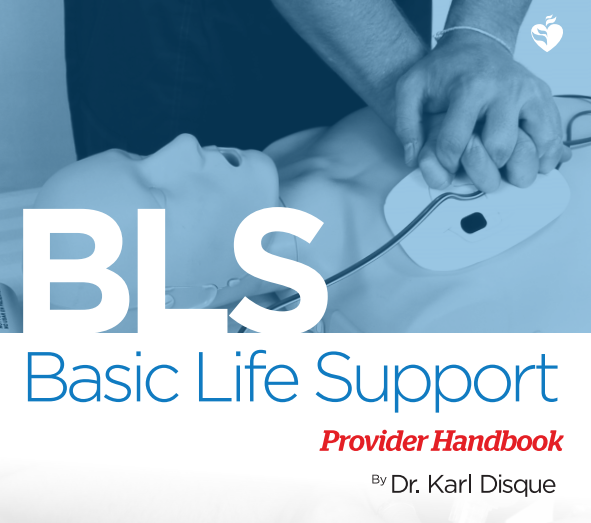 BLS
Basic Life Support
Provider Handbook
By Dr. Karl Disque